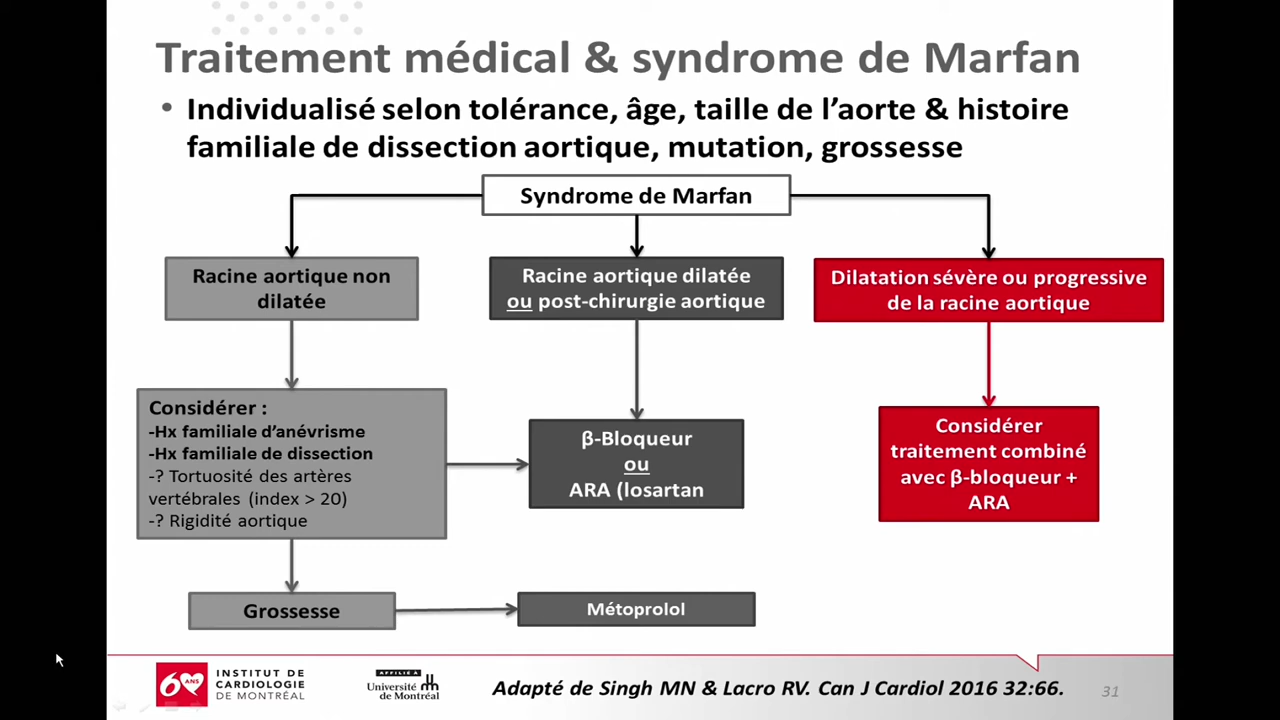 Traitement médical & syndrome de Marfan
• Individualisé selon tolérance, âge, taille de l'aorte & histoire
familiale de dissection aortique, mutation, grossesse
Syndrome de Marfan
Racine aortique non
dilatée
Racine aortique dilatée
ou post-chirurgie aortique
Dilatation sévère ou progressive
de la racine aortique
Considérer :
-Hx familiale d'anévrisme
-Hx familiale de dissection
-? Tortuosité des artères
vertébrales (index > 20)
-? Rigidité aortique
β-Bloqueur
ou
ARA (losartan
Considérer
traitement combiné
avec β-bloqueur +
ARA
Grossesse
Métoprolol
60 ANS
INSTITUT DE
CARDIOLOGIE
DE MONTRÉAL
AFFILIÉ À
Université
de Montréal
Adapté de Singh MN & Lacro RV. Can J Cardiol 2016 32:66.
31